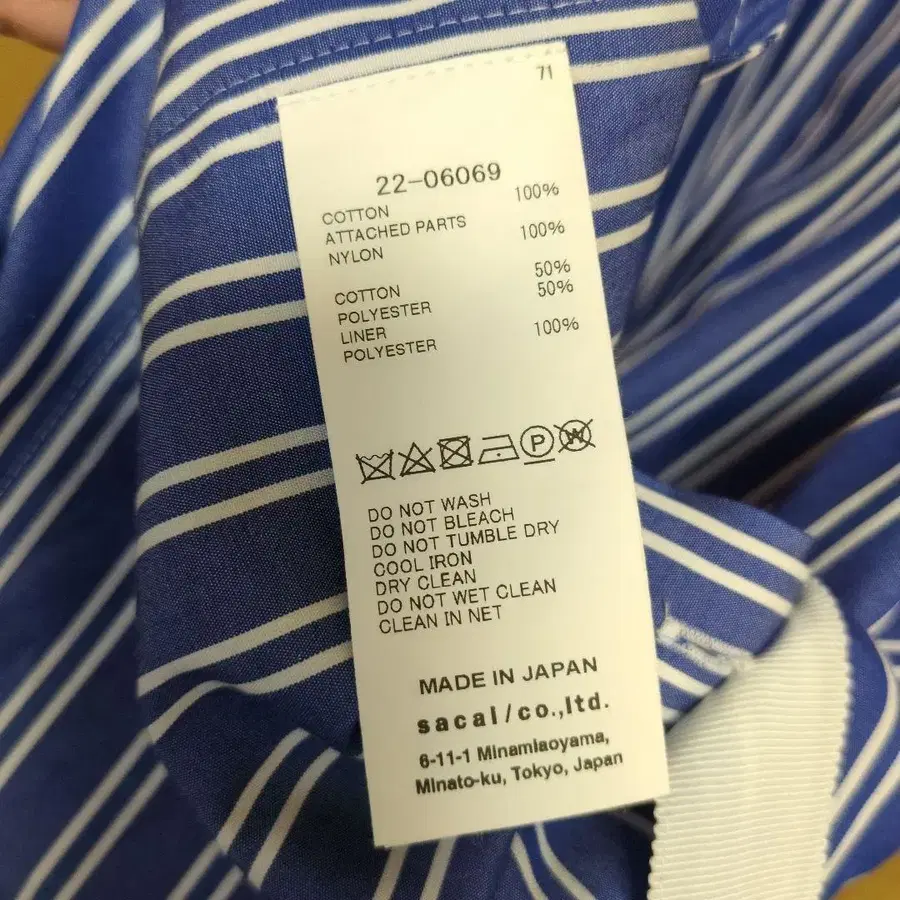 71
22-06069
COTTON 100%
ATTACHED PARTS
NYLON 100%
COTTON 50%
POLYESTER 50%
LINER
POLYESTER 100%
P
W
DO NOT WASH
DO NOT BLEACH
DO NOT TUMBLE DRY
COOL IRON
DRY CLEAN
DO NOT WET CLEAN
CLEAN IN NET
MADE IN JAPAN
sacai/co.,ltd.
6-11-1 Minamiaoyama,
Minato-ku, Tokyo, Japan